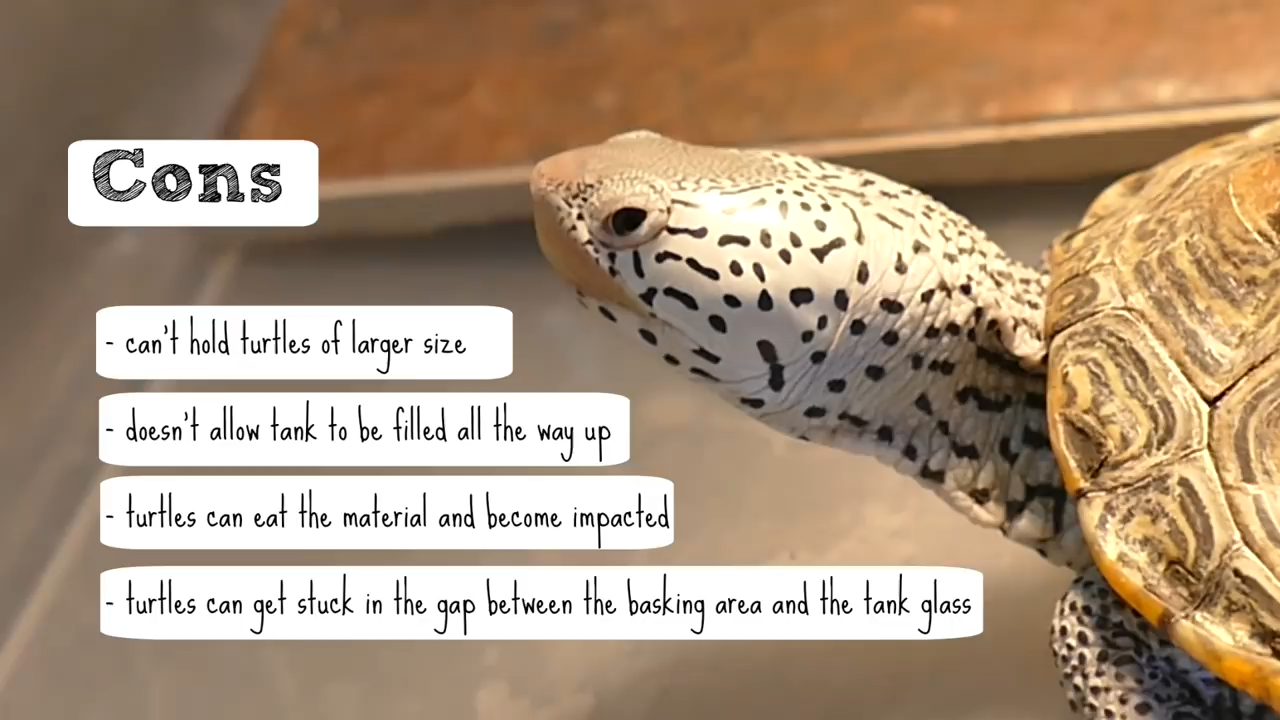 Cons
- can't hold turtles of larger size
- doesn't allow tank to be filled all the way up
- turtles can eat the material and become impacted
- turtles can get stuck in the gap between the basking area and the tank glass